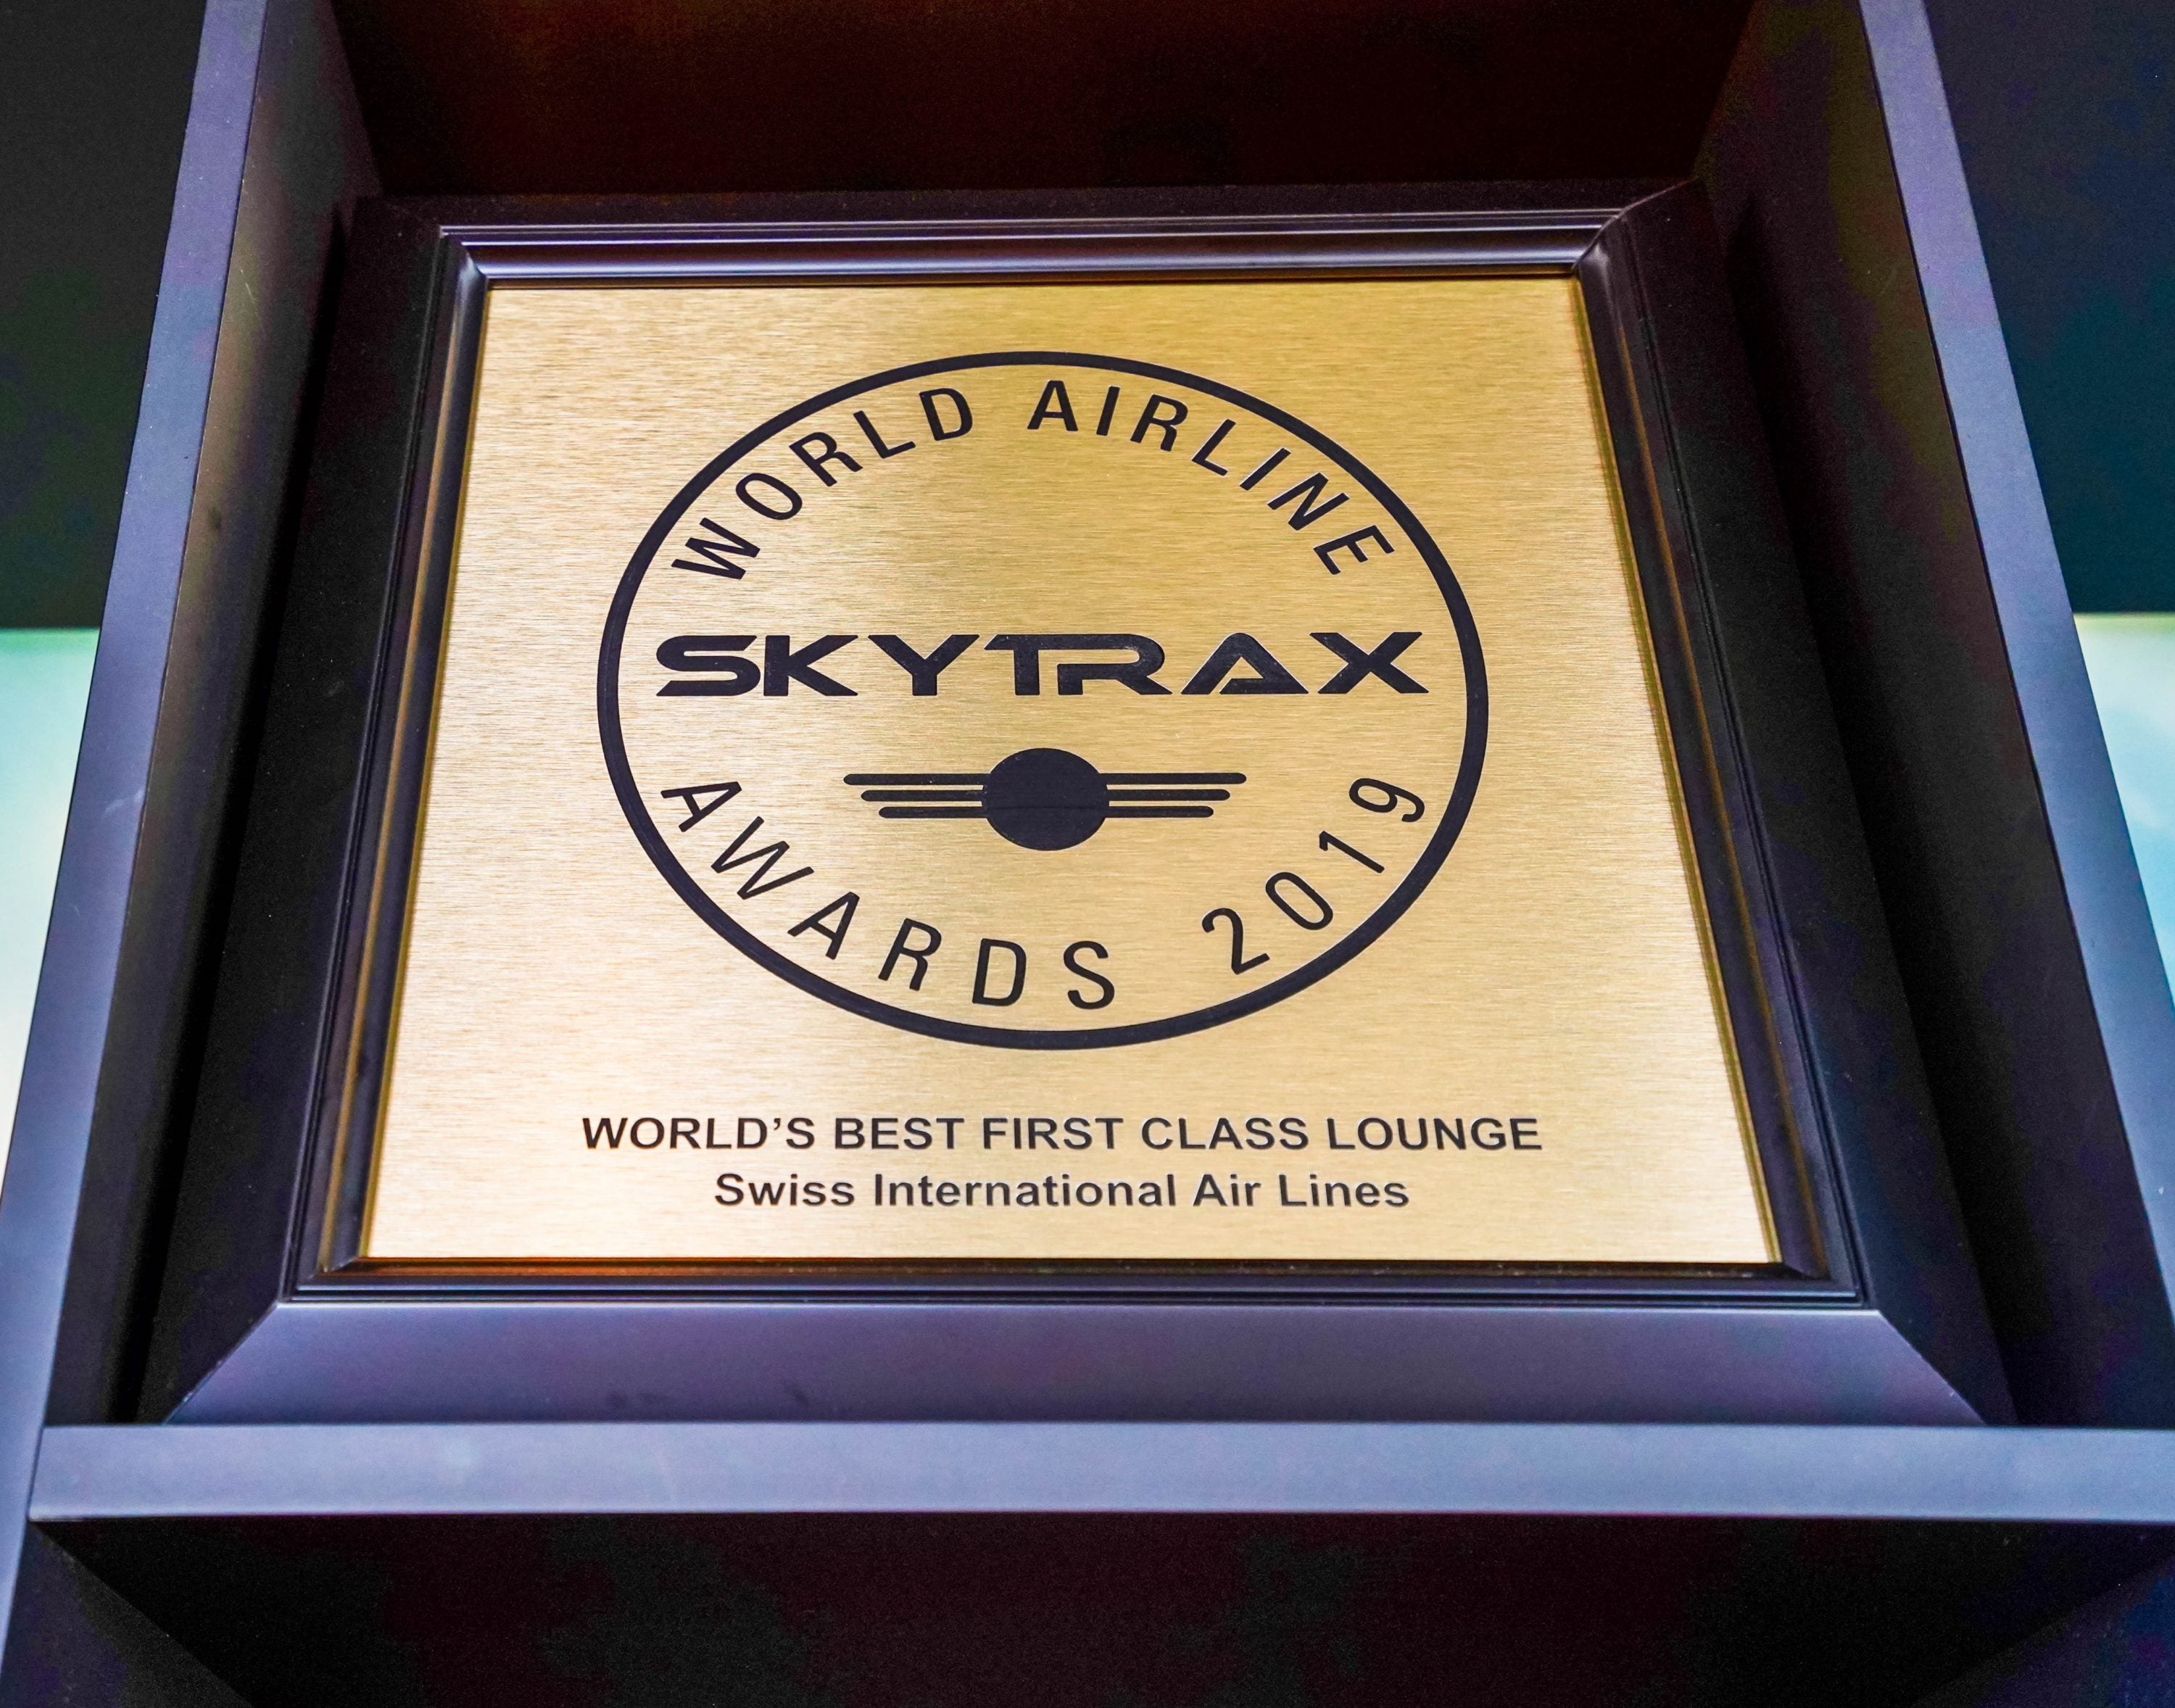 WORLD AIRLINE
SKYTRAX
AWARDS 2019
WORLD'S BEST FIRST CLASS LOUNGE
Swiss International Air Lines